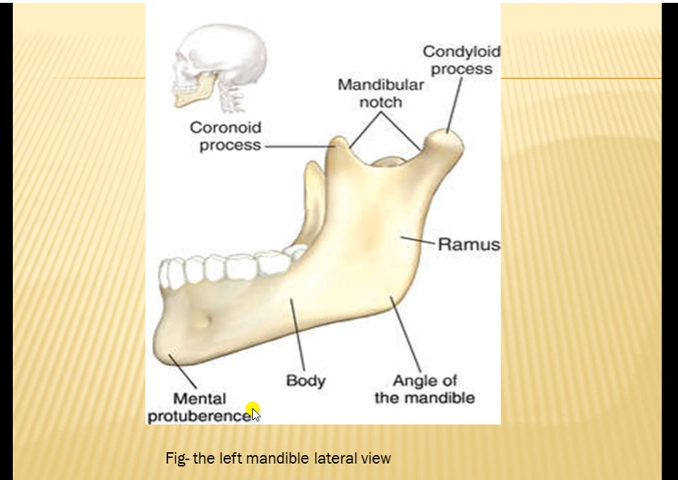 Condyloid
process
Mandibular
notch
Coronoid
process
Ramus
Body
Angle of
the mandible
Mental
protuberence
Fig- the left mandible lateral view